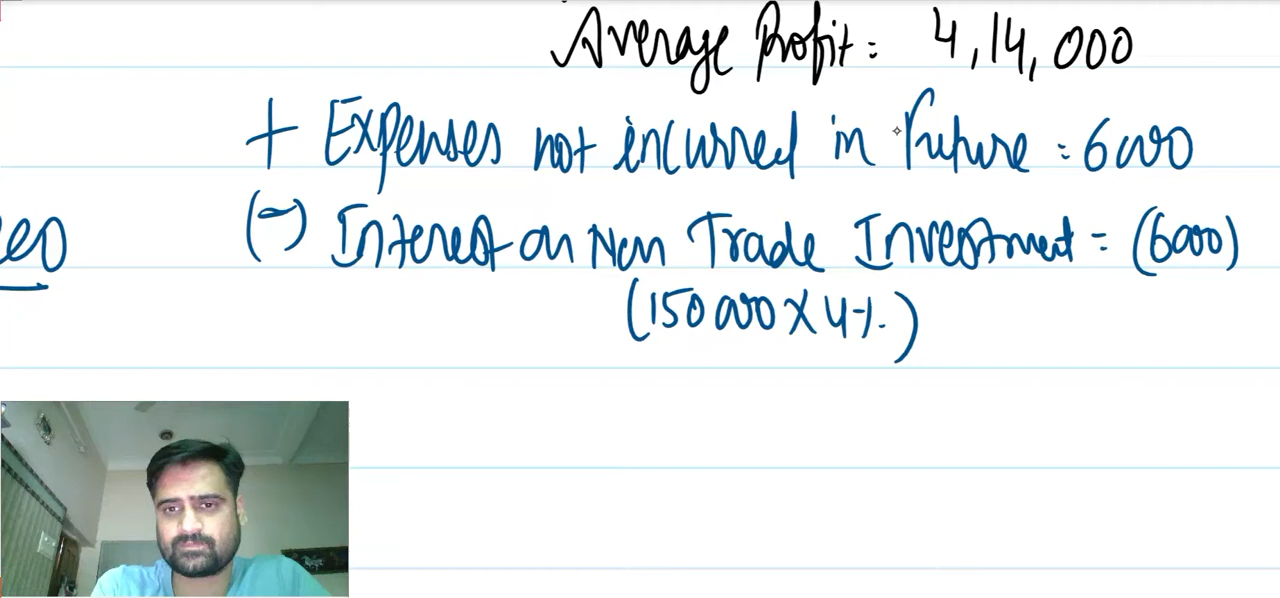 Average Profit: 4,14,000
+ Expenses not incurred in Future : 6000
(-) Interest on Non Trade Investment = (6000)
(150000 X 4%.)